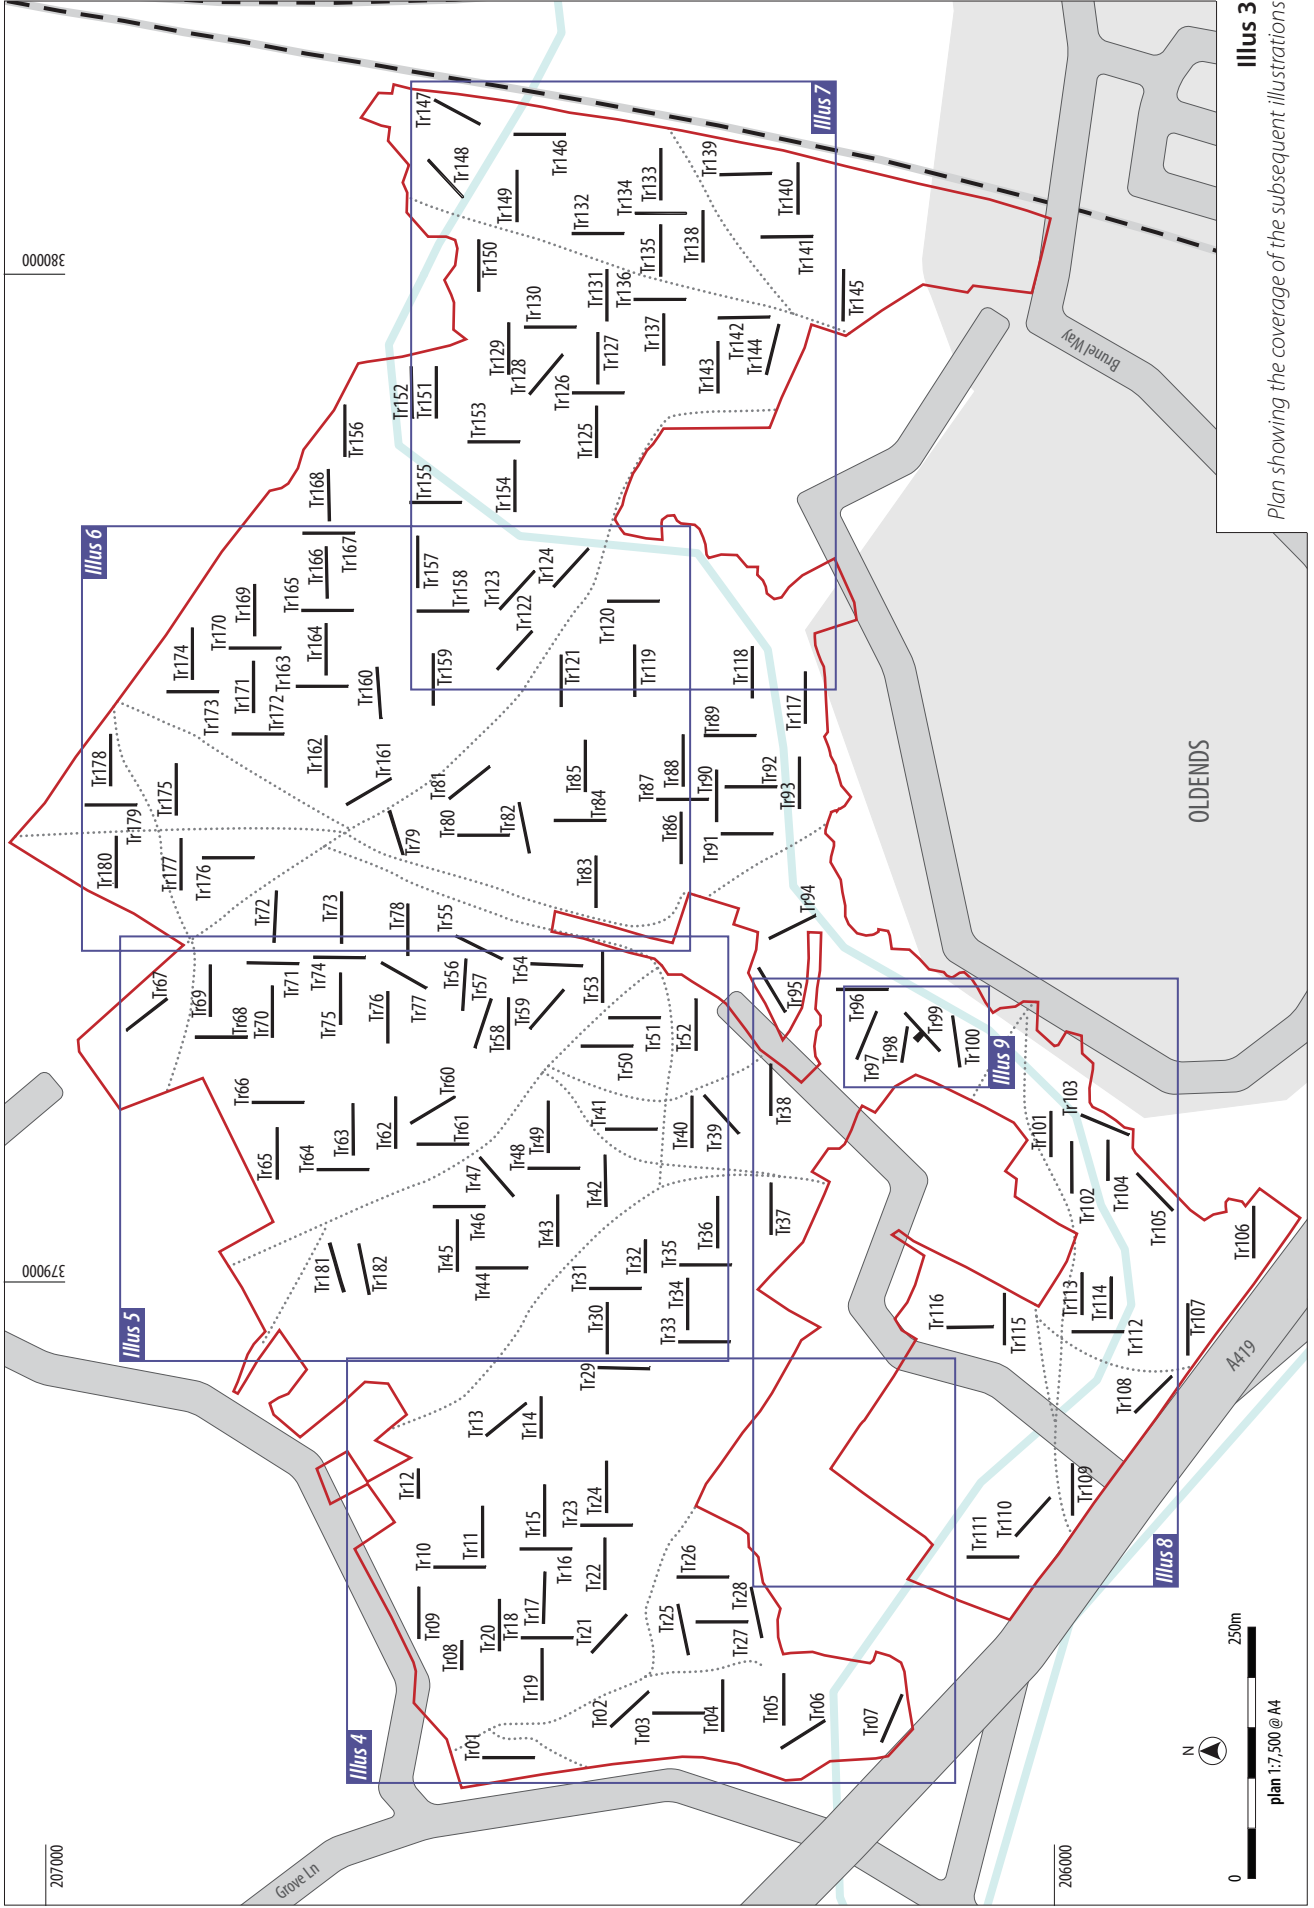 Illus 3
Plan showing the coverage of the subsequent illustrations
380000
379000
207000
206000
Illus 4
Illus 5
Illus 6
Illus 7
Illus 8
Illus 9
Grove Ln
Brunel Way
A419
OLDENDS
N
0
250m
plan 1:7,500 @ A4
Tr01
Tr02
Tr03
Tr04
Tr05
Tr06
Tr07
Tr08
Tr09
Tr10
Tr11
Tr12
Tr13
Tr14
Tr15
Tr16
Tr17
Tr18
Tr19
Tr20
Tr21
Tr22
Tr23
Tr24
Tr25
Tr26
Tr27
Tr28
Tr29
Tr30
Tr31
Tr32
Tr33
Tr34
Tr35
Tr36
Tr37
Tr38
Tr39
Tr40
Tr41
Tr42
Tr43
Tr44
Tr45
Tr46
Tr47
Tr48
Tr49
Tr50
Tr51
Tr52
Tr53
Tr54
Tr55
Tr56
Tr57
Tr58
Tr59
Tr60
Tr61
Tr62
Tr63
Tr64
Tr65
Tr66
Tr67
Tr68
Tr69
Tr70
Tr71
Tr72
Tr73
Tr74
Tr75
Tr76
Tr77
Tr78
Tr79
Tr80
Tr81
Tr82
Tr83
Tr84
Tr85
Tr86
Tr87
Tr88
Tr89
Tr90
Tr91
Tr92
Tr93
Tr94
Tr95
Tr96
Tr97
Tr98
Tr99
Tr100
Tr101
Tr102
Tr103
Tr104
Tr105
Tr106
Tr107
Tr108
Tr109
Tr110
Tr111
Tr112
Tr113
Tr114
Tr115
Tr116
Tr117
Tr118
Tr119
Tr120
Tr121
Tr122
Tr123
Tr124
Tr125
Tr126
Tr127
Tr128
Tr129
Tr130
Tr131
Tr132
Tr133
Tr134
Tr135
Tr136
Tr137
Tr138
Tr139
Tr140
Tr141
Tr142
Tr143
Tr144
Tr145
Tr146
Tr147
Tr148
Tr149
Tr150
Tr151
Tr152
Tr153
Tr154
Tr155
Tr156
Tr157
Tr158
Tr159
Tr160
Tr161
Tr162
Tr163
Tr164
Tr165
Tr166
Tr167
Tr168
Tr169
Tr170
Tr171
Tr172
Tr173
Tr174
Tr175
Tr176
Tr177
Tr178
Tr179
Tr180
Tr181
Tr182